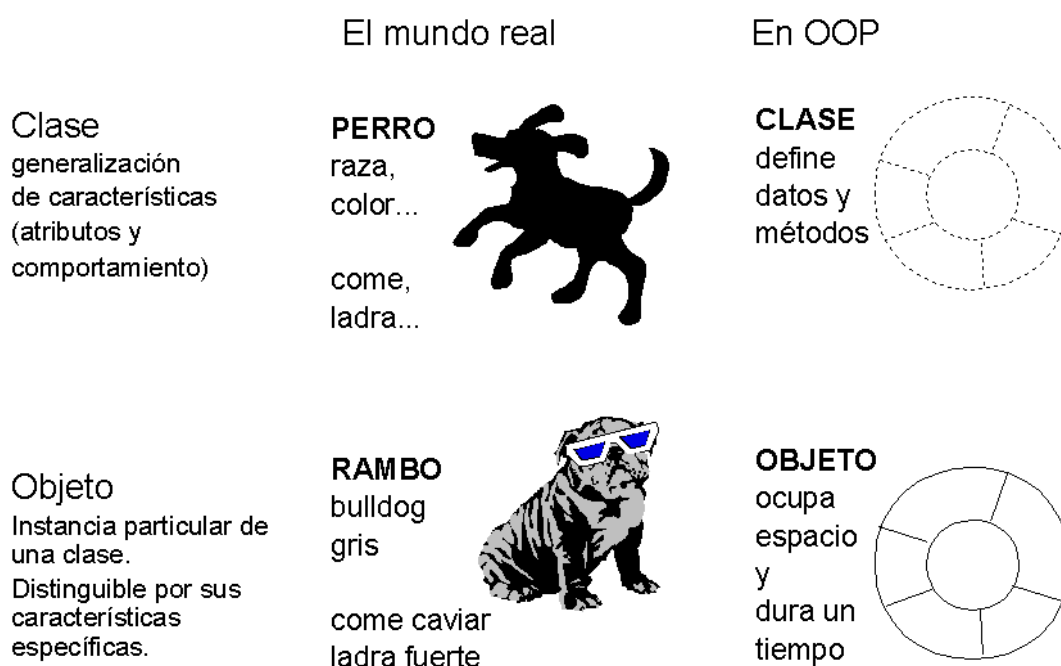 El mundo real
En OOP
Clase
generalización
de características
(atributos y
comportamiento)
PERRO
raza,
color...
come,
ladra...
CLASE
define
datos y
métodos
Objeto
Instancia particular de
una clase.
Distinguible por sus
características
específicas.
RAMBO
bulldog
gris
come caviar
ladra fuerte
OBJETO
ocupa
espacio
y
dura un
tiempo